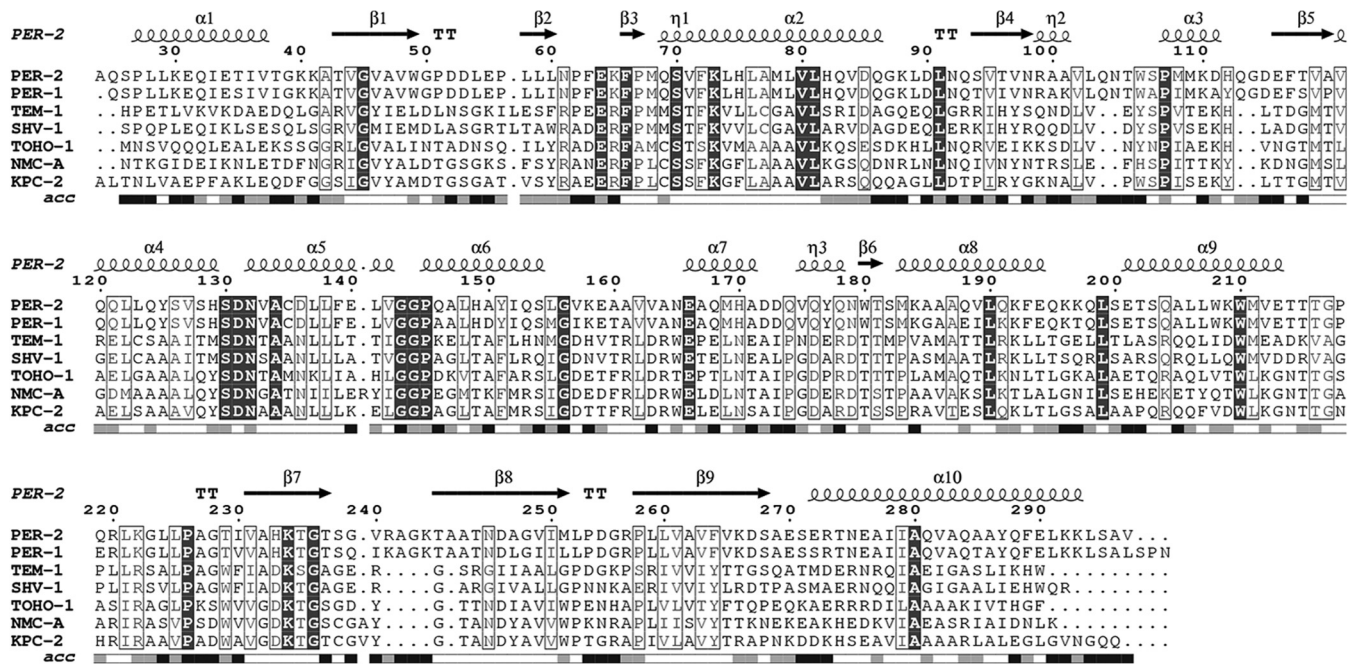 PER-2 α1 β1 TT β2 β3 η1 α2 TT β4 η2 α3 β5
30 40 50 60 70 80 90 100 110
PER-2 AQSPLLKEQIETIVTGKKATVGVAVWGPDDLEP.LLLNPFEKFPMQSVFKLHLAMLVLHQVDQGKLDLNQSVTVNRAAVLQNTWSPMMKDHQGDEFTVAV
PER-1 .QSPLLKEQIESIVIGKKATVGVAVWGPDDLEP.LLINPFEKFPMQSVFKLHLAMLVLHQVDQGKLDLNQTVIVNRAKVLQNTWAPIMKAYQGDEFSVPV
TEM-1 ..HPETLVKVKDAEDQLGARVGYIELDLNSGKILESFRPEERFPMMSTFKVLLCGAVLSRIDAGQEQLGRRIHYSQNDLV..EYSPVTEKH..LTDGMTV
SHV-1 ..SPQPLEQIKLSESQLSGRVGMIEMDLASGRTLTAWRADERFPMMSTFKVVLCGAVLARVDAGDEQLERKIHYRQQDLV..DYSPVSEKH..LADGMTV
TOHO-1 ..MNSVQQQLEALEKSSGGRLGVALINTADNSQ.ILYRADERFAMCSTSKVMAAAAVLKQSESDKHLLNQRVEIKKSDLV..NYNPIAEKH..VNGTMTL
NMC-A ..NTKGIDEIKNLETDFNGRIGVYALDTGSGKS.FSYRANERFPLCSSFKGFLAAAVLKGSQDNRLNLNQIVNYNTRSLE..FHSPITTKY..KDNGMSL
KPC-2 ALTNLVAEPFAKLEQDFGGSIGVYAMDTGSGAT.VSYRAEERFPLCSSFKGFLAAAVLARSQQQAGLLDTPIRYGKNALV..PWSPISEKY..LTTGMTV
acc
PER-2 α4 α5 α6 α7 η3 β6 α8 α9
120 130 140 150 160 170 180 190 200 210
PER-2 QQLLQYSVSHSDNVACDLLFE.LVGGPQALHAYIQSLGVKEAAVVANEAQMHADDQVQYQNWTSMKAAAQVLQKFEQKKQLSETSQALLWKWMVETTTGP
PER-1 QQLLQYSVSHSDNVACDLLFE.LVGGPAALHDYIQSMGIKETAVVANEAQMHADDQVQYQNWTSMKGAAEILKKFEQKTQLSETSQALLWKWMVETTTGP
TEM-1 RELCSAAITMSDNTAANLLLT.TIGGPKELTAFLHNMGDHVTRLDRWEPELNEAIPNDERDTTMPVAMATTLRKLLTGELLTLASRQQLIDWMEADKVAG
SHV-1 GELCAAAITMSDNSAANLLLA.TVGGPAGLTAFLRQIGDNVTRLDRWETELNEALPGDARDTTTPASMAATLRKLLTSQRLSARSQRQLLQWMVDDRVAG
TOHO-1 AELGAAALQYSDNTAMNKLIA.HLGGPDKVTAFARSLGDETFRLDRTEPTLNTAIPGDPRDTTTPLAMAQTLKNLTLGKALAETQRAQLVTWLKGNTTGS
NMC-A GDMAAAALQYSDNGATNIILERYIGGPEGMTKFMRSIGDEDFRLDRWELDLNTAIPGDERDTSTPAAVAKSLKTLALGNILSEHEKETYQTWLKGNTTGA
KPC-2 AELSAAAVQYSDNAAANLLLK.ELGGPAGLTAFMRSIGDTTFRLDRWELELNSAIPGDARDTSSPRAVTESLQKLTLGSALAAPQRQQFVDWLKGNTTGN
acc
PER-2 TT β7 β8 TT β9 α10
220 230 240 250 260 270 280 290
PER-2 QRLKGLLPAGTIVAHKTGTSG.VRAGKTAATNDAGVIMLPDGRPLLVAVFVKDSAESERTNEAIIAQVAQAAYQFELKKLSAV...
PER-1 ERLKGLLPAGTVVAHKTGTSQ.IKAGKTAATNDLGIILLPDGRPLLVAVFVKDSAESSRTNEAIIAQVAQTAYQFELKKLSALSPN
TEM-1 PLLRSALPAGWFIADKSGAGE.R....G.SRGIIAALGPDGKPSRIVVIYTTGSQATMDERNRQIAEIGASLIKHW..........
SHV-1 PLIRSVLPAGWFIADKTGAGE.R....G.ARGIVALLGPNNKAERIVVIYLRDTPASMAERNQQIAGIGAALIEHWQR........
TOHO-1 ASIRAGLPKSWVVGDKTGSGD.Y....G.TTNDIAVIWPENHAPLVLVTYFTQPEQKAERRRDILAAAAKIVTHGF..........
NMC-A ARIRASVPSDWVVGDKTGSCGAY....G.TANDYAVVWPKNRAPLIISVYTTKNEKEAKHEDKVIAEASRIAIDNLK.........
KPC-2 HRIRAAVPADWAVGDKTGTCGVY....G.TANDYAVVWPTGRAPIVLAVYTRAPNKDDKHSEAVIAAAARLALEGLGVNGQQ....
acc